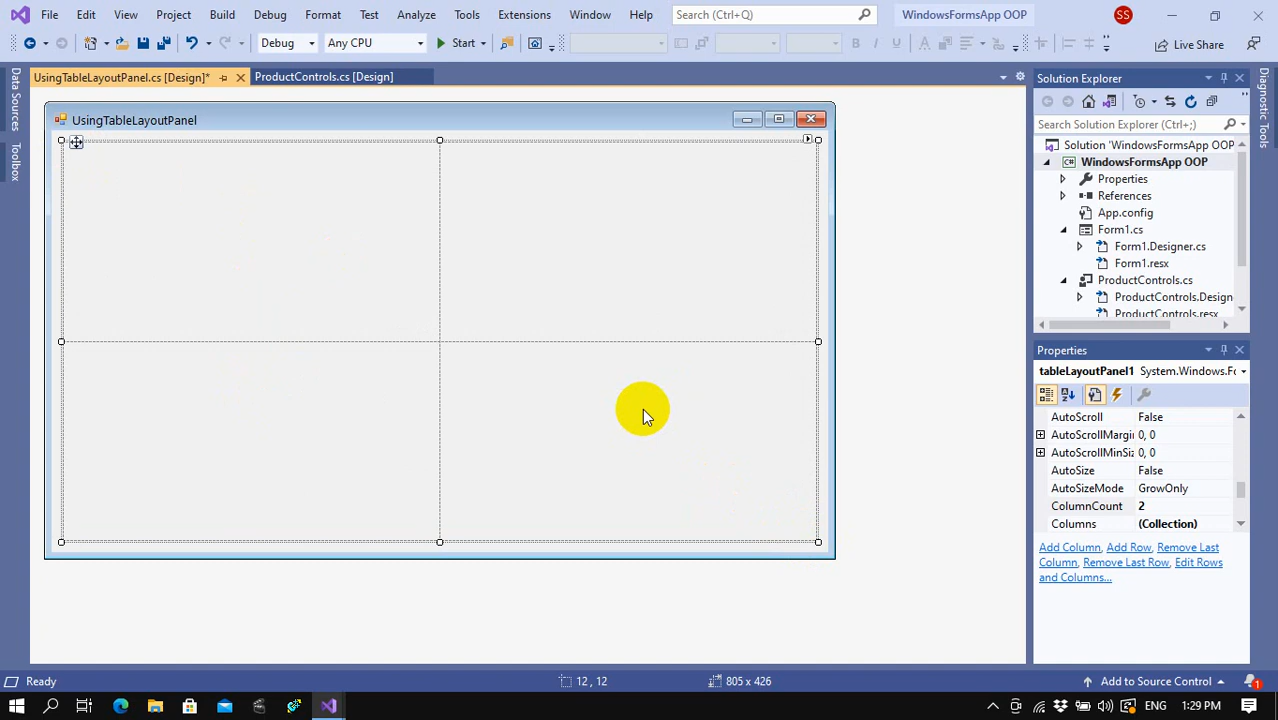 File Edit View Project Build Debug Format Test Analyze Tools Extensions Window Help Search (Ctrl+Q) WindowsFormsApp OOP SS
Debug Any CPU Start Live Share
UsingTableLayoutPanel.cs [Design]* ProductControls.cs [Design]
Data Sources
Toolbox
UsingTableLayoutPanel
Solution Explorer
Search Solution Explorer (Ctrl+;)
Solution 'WindowsFormsApp OOP
C# WindowsFormsApp OOP
Properties
References
App.config
Form1.cs
Form1.Designer.cs
Form1.resx
ProductControls.cs
ProductControls.Design
ProductControls.resx
Diagnostic Tools
Properties
tableLayoutPanel1 System.Windows.Fo
AutoScroll False
AutoScrollMargi 0, 0
AutoScrollMinSiz 0, 0
AutoSize False
AutoSizeMode GrowOnly
ColumnCount 2
Columns (Collection)
Add Column, Add Row, Remove Last
Column, Remove Last Row, Edit Rows
and Columns...
Ready 12 , 12 805 x 426 Add to Source Control 1
ENG 1:29 PM